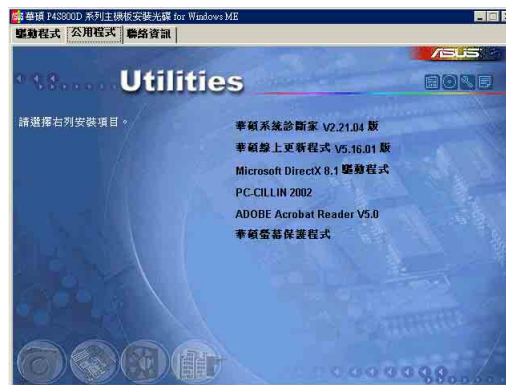 華碩 P4S800D 系列主機板安裝光碟 for Windows ME
驅動程式 公用程式 聯絡資訊
ASUS
Utilities
請選擇右列安裝項目。
華碩系統診斷家 V2.21.04 版
華碩線上更新程式 V5.16.01 版
Microsoft DirectX 8.1 驅動程式
PC-CILLIN 2002
ADOBE Acrobat Reader V5.0
華碩螢幕保護程式